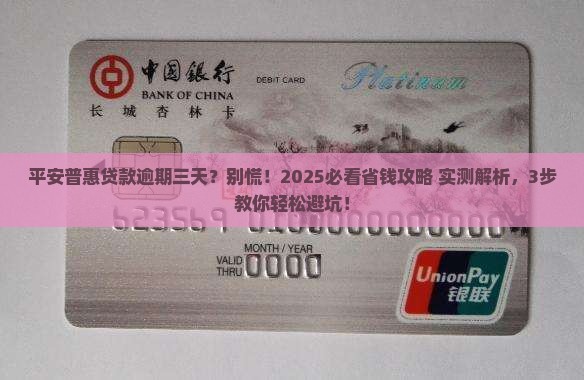 中国银行
BANK OF CHINA
DEBIT CARD
Platinum
长城杏林卡
平安普惠贷款逾期三天？别慌！2025必看省钱攻略 实测解析，3步
教你轻松避坑！
MONTH / YEAR
VALID
THRU
0000
UnionPay
银联